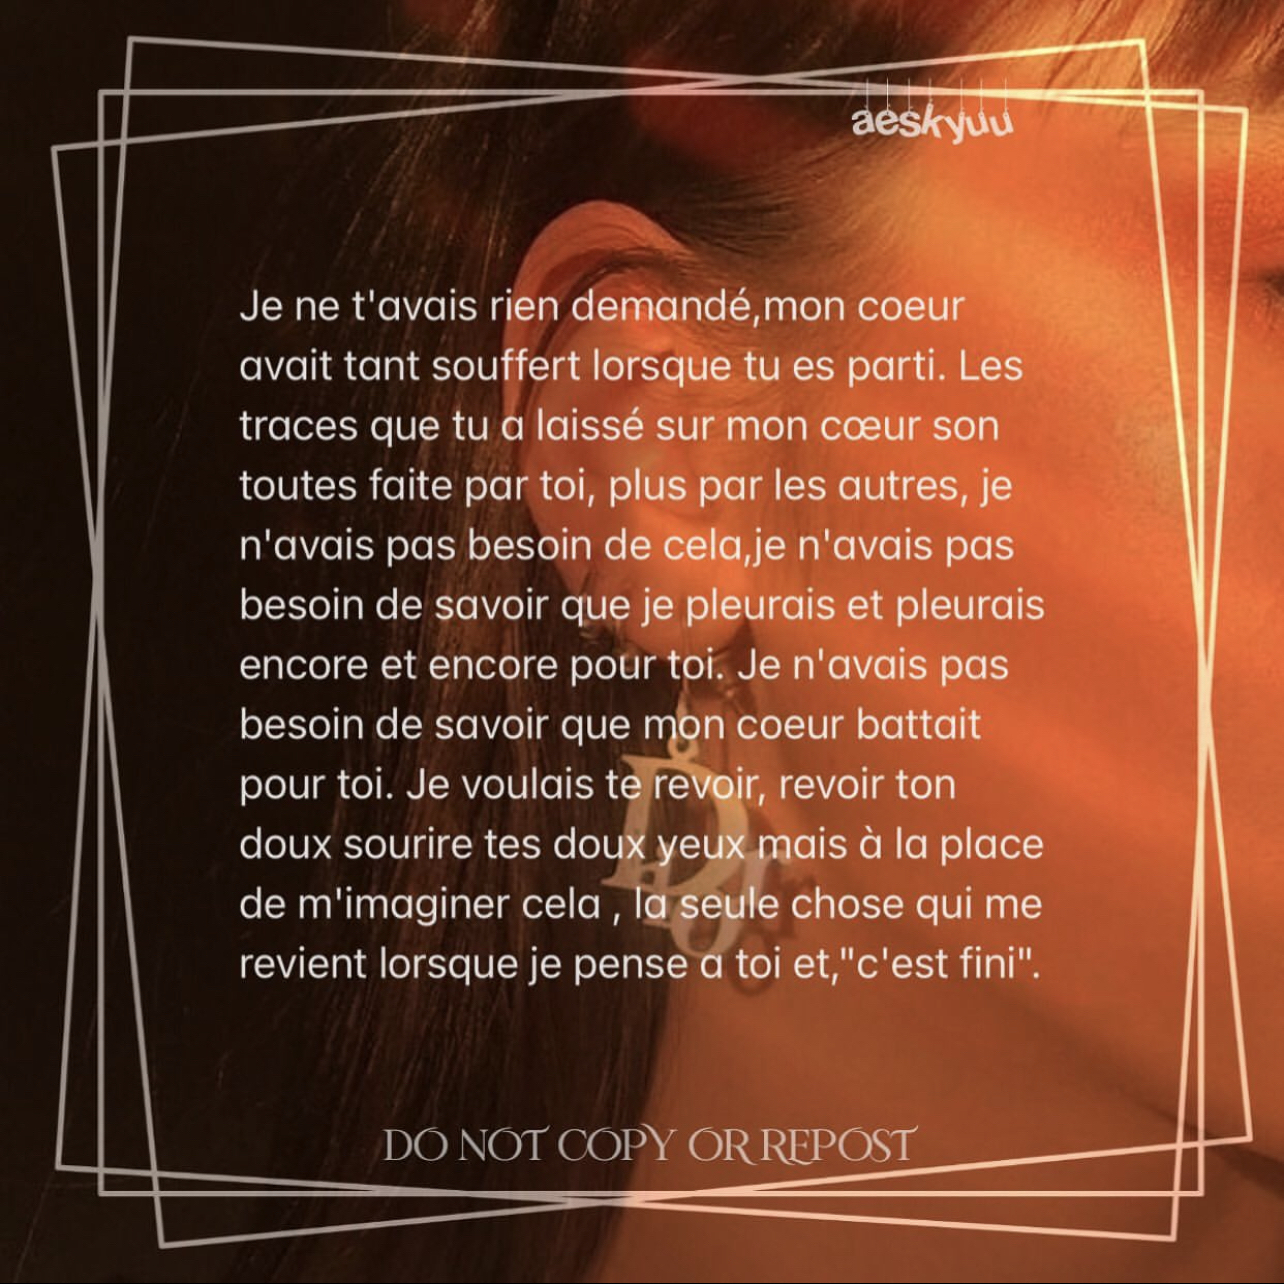 aeskyuu
Je ne t'avais rien demandé,mon coeur
avait tant souffert lorsque tu es parti. Les
traces que tu a laissé sur mon cœur son
toutes faite par toi, plus par les autres, je
n'avais pas besoin de cela,je n'avais pas
besoin de savoir que je pleurais et pleurais
encore et encore pour toi. Je n'avais pas
besoin de savoir que mon coeur battait
pour toi. Je voulais te revoir, revoir ton
doux sourire tes doux yeux mais à la place
de m'imaginer cela , la seule chose qui me
revient lorsque je pense a toi et,"c'est fini".
Dior
DO NOT COPY OR REPOST